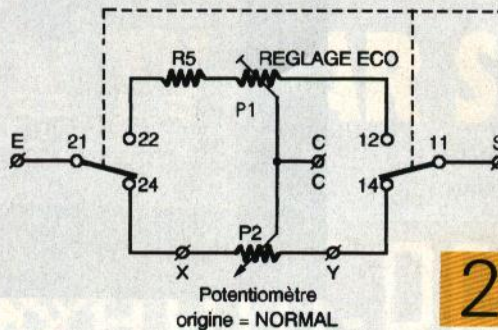 R5
REGLAGE ECO
P1
E
21
22
24
C
C
12
14
11
S
P2
X
Y
Potentiomètre
origine = NORMAL
2